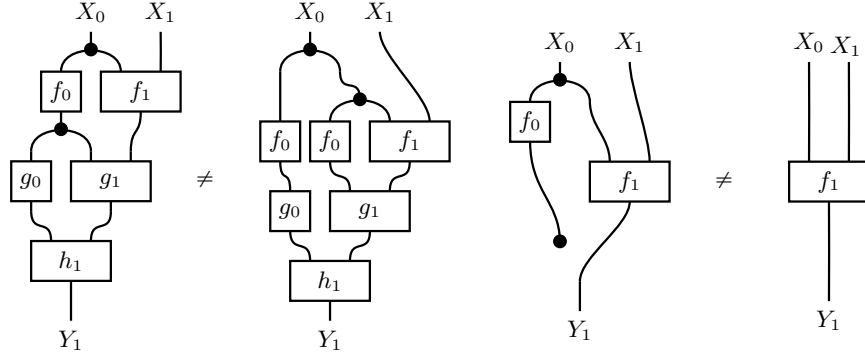 X₀ X₁ X₀ X₁ X₀ X₁ X₀ X₁
f₀ f₁ f₀ f₀ f₁ f₀
g₀ g₁ ≠ g₀ g₁ f₁ ≠ f₁
h₁ h₁
Y₁ Y₁ Y₁ Y₁